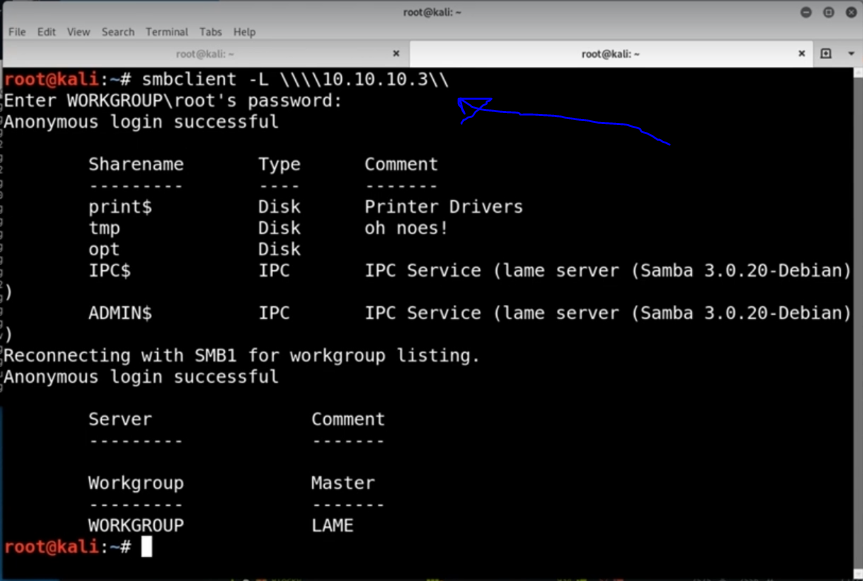 root@kali: ~
File Edit View Search Terminal Tabs Help
root@kali: ~ × root@kali: ~ ×
root@kali:~# smbclient -L \\\\10.10.10.3\\
Enter WORKGROUP\root's password:
Anonymous login successful
Sharename Type Comment
--------- ---- -------
print$ Disk Printer Drivers
tmp Disk oh noes!
opt Disk
IPC$ IPC IPC Service (lame server (Samba 3.0.20-Debian)
)
ADMIN$ IPC IPC Service (lame server (Samba 3.0.20-Debian)
)
Reconnecting with SMB1 for workgroup listing.
Anonymous login successful
Server Comment
--------- -------
Workgroup Master
--------- -------
WORKGROUP LAME
root@kali:~#